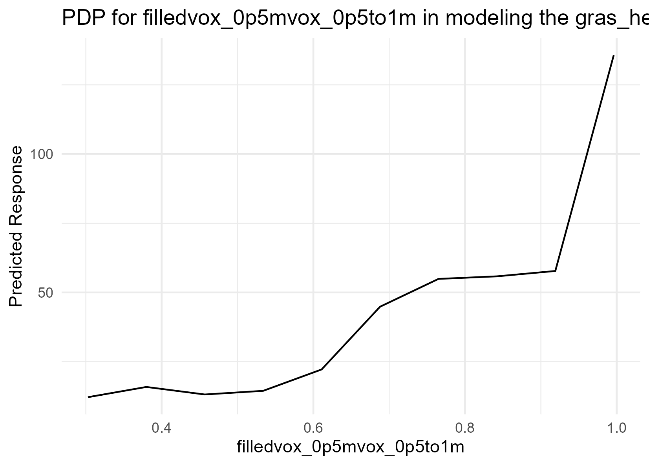 PDP for filledvox_0p5mvox_0p5to1m in modeling the gras_he
Predicted Response
100
50
0.4 0.6 0.8 1.0
filledvox_0p5mvox_0p5to1m